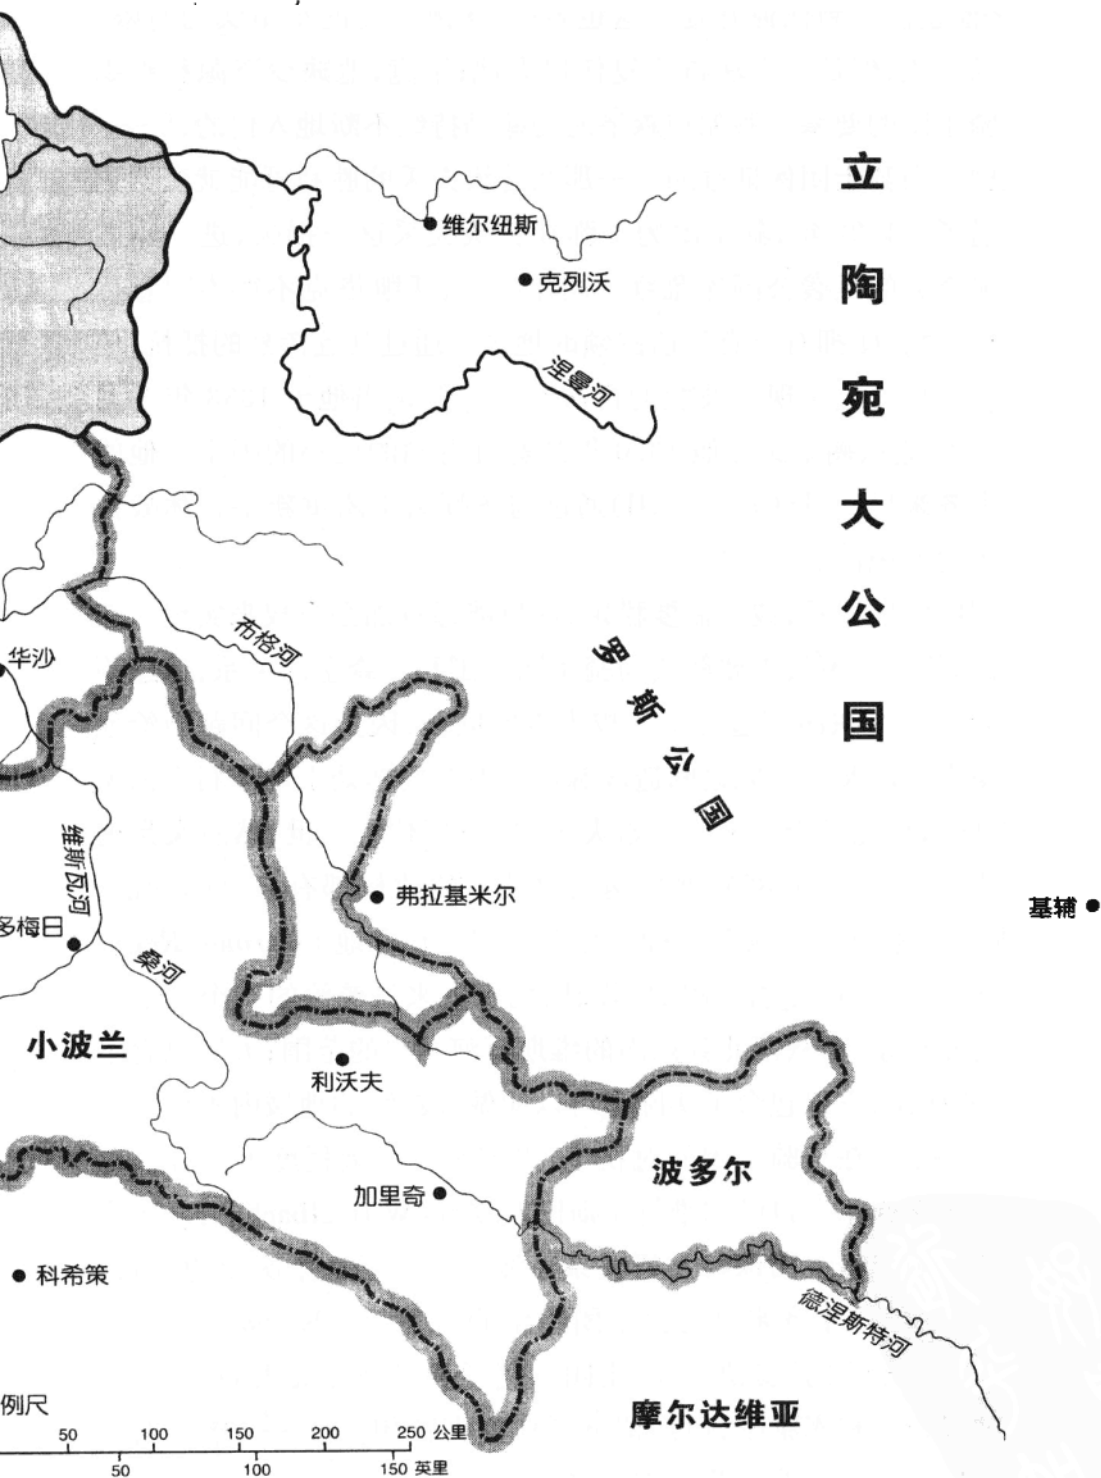 立陶宛大公国
维尔纽斯
克列沃
涅曼河
布格河
华沙
罗斯公国
维斯瓦河
弗拉基米尔
基辅
多梅日
桑河
小波兰
利沃夫
波多尔
加里奇
科希策
德涅斯特河
摩尔达维亚
例尺
50 100 150 200 250 公里
50 100 150 英里